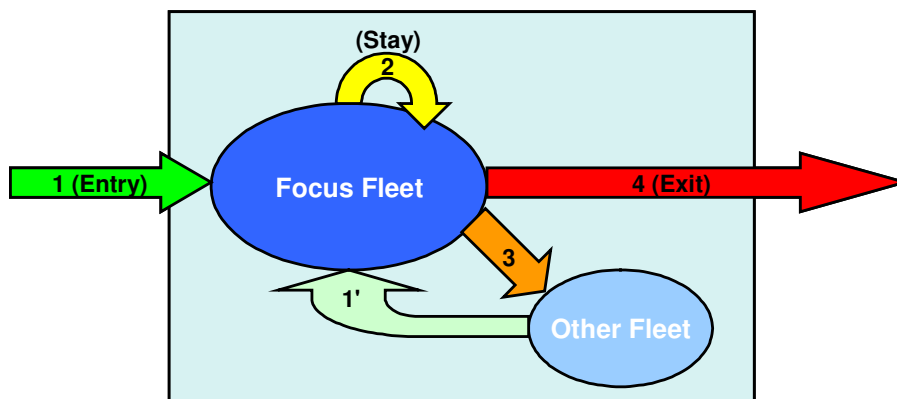 (Stay)
2
1 (Entry)
Focus Fleet
4 (Exit)
3
1'
Other Fleet